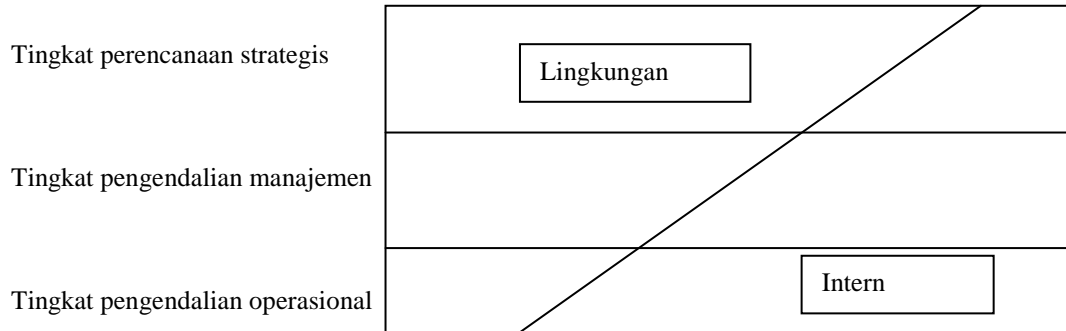 Tingkat perencanaan strategis
Lingkungan
Tingkat pengendalian manajemen
Tingkat pengendalian operasional
Intern